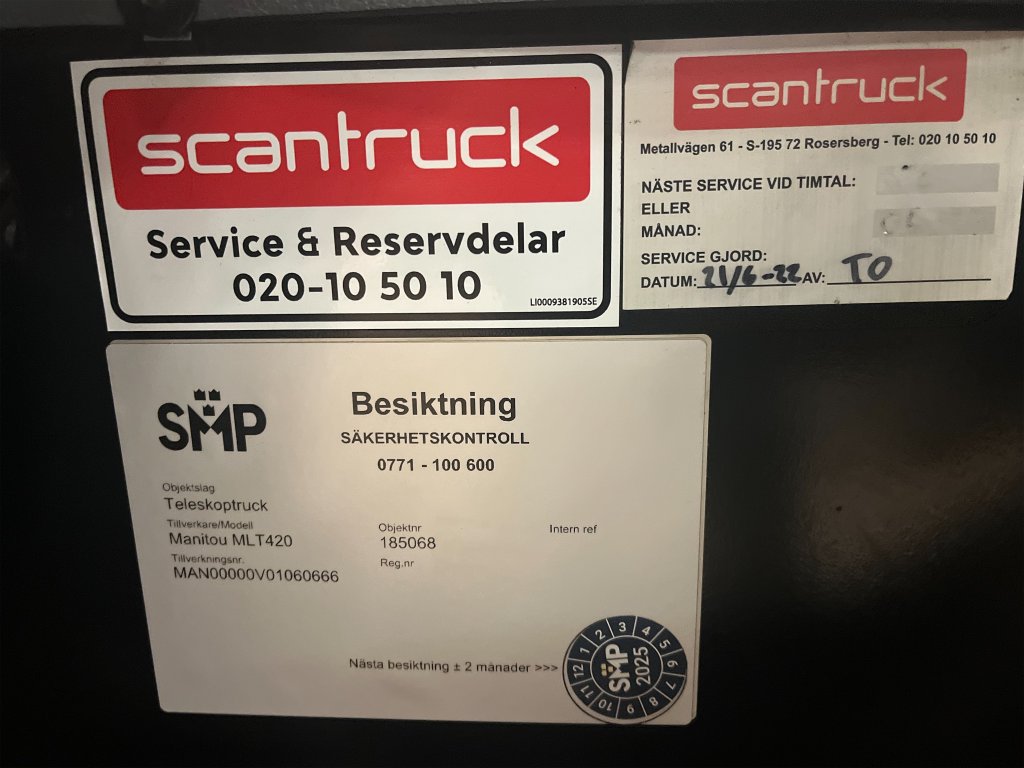 scantruck
Service & Reservdelar
020-10 50 10
LI0009381905SE
scantruck
Metallvägen 61 - S-195 72 Rosersberg - Tel: 020 10 50 10
NÄSTE SERVICE VID TIMTAL:
ELLER
MÅNAD:
SERVICE GJORD:
DATUM: 21/6-22 AV: TO
SMP
Besiktning
SÄKERHETSKONTROLL
0771 - 100 600
Objektslag
Teleskoptruck
Tillverkare/Modell
Manitou MLT420
Objektnr
185068
Intern ref
Tillverkningsnr.
MAN00000V01060666
Reg.nr
Nästa besiktning ± 2 månader >>>
1 2 3 4 5 6 7 8 9 10 11 12
SMP
2025